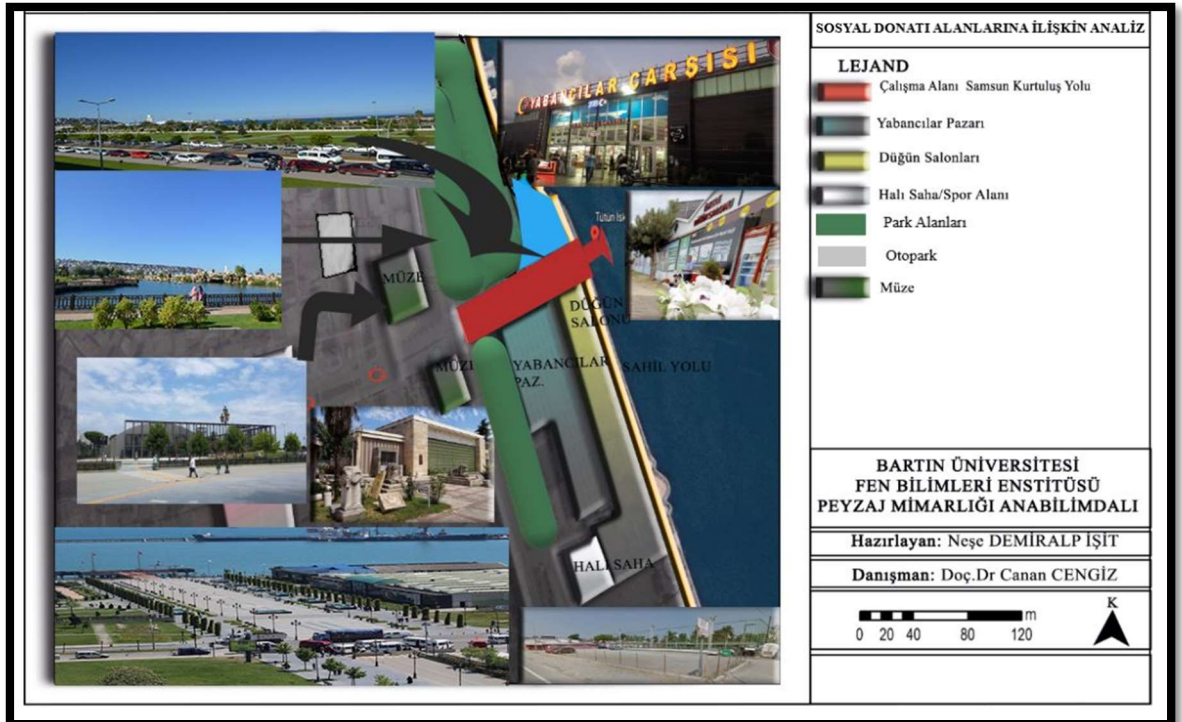 SOSYAL DONATI ALANLARINA İLİŞKİN ANALİZ
LEJAND
Çalışma Alanı Samsun Kurtuluş Yolu
Yabancılar Pazarı
Düğün Salonları
Halı Saha/Spor Alanı
Park Alanları
Otopark
Müze
YABANCILAR ÇARŞISI
Tütün İsk
MÜZE
DÜĞÜN
SALONU
MÜZE
YABANCILAR
PAZ.
SAHİL YOLU
HALI SAHA
BARTIN ÜNİVERSİTESİ
FEN BİLİMLERİ ENSTİTÜSÜ
PEYZAJ MİMARLIĞI ANABİLİMDALI
Hazırlayan: Neşe DEMİRALP İŞİT
Danışman: Doç.Dr Canan CENGİZ
m
0 20 40 80 120
K